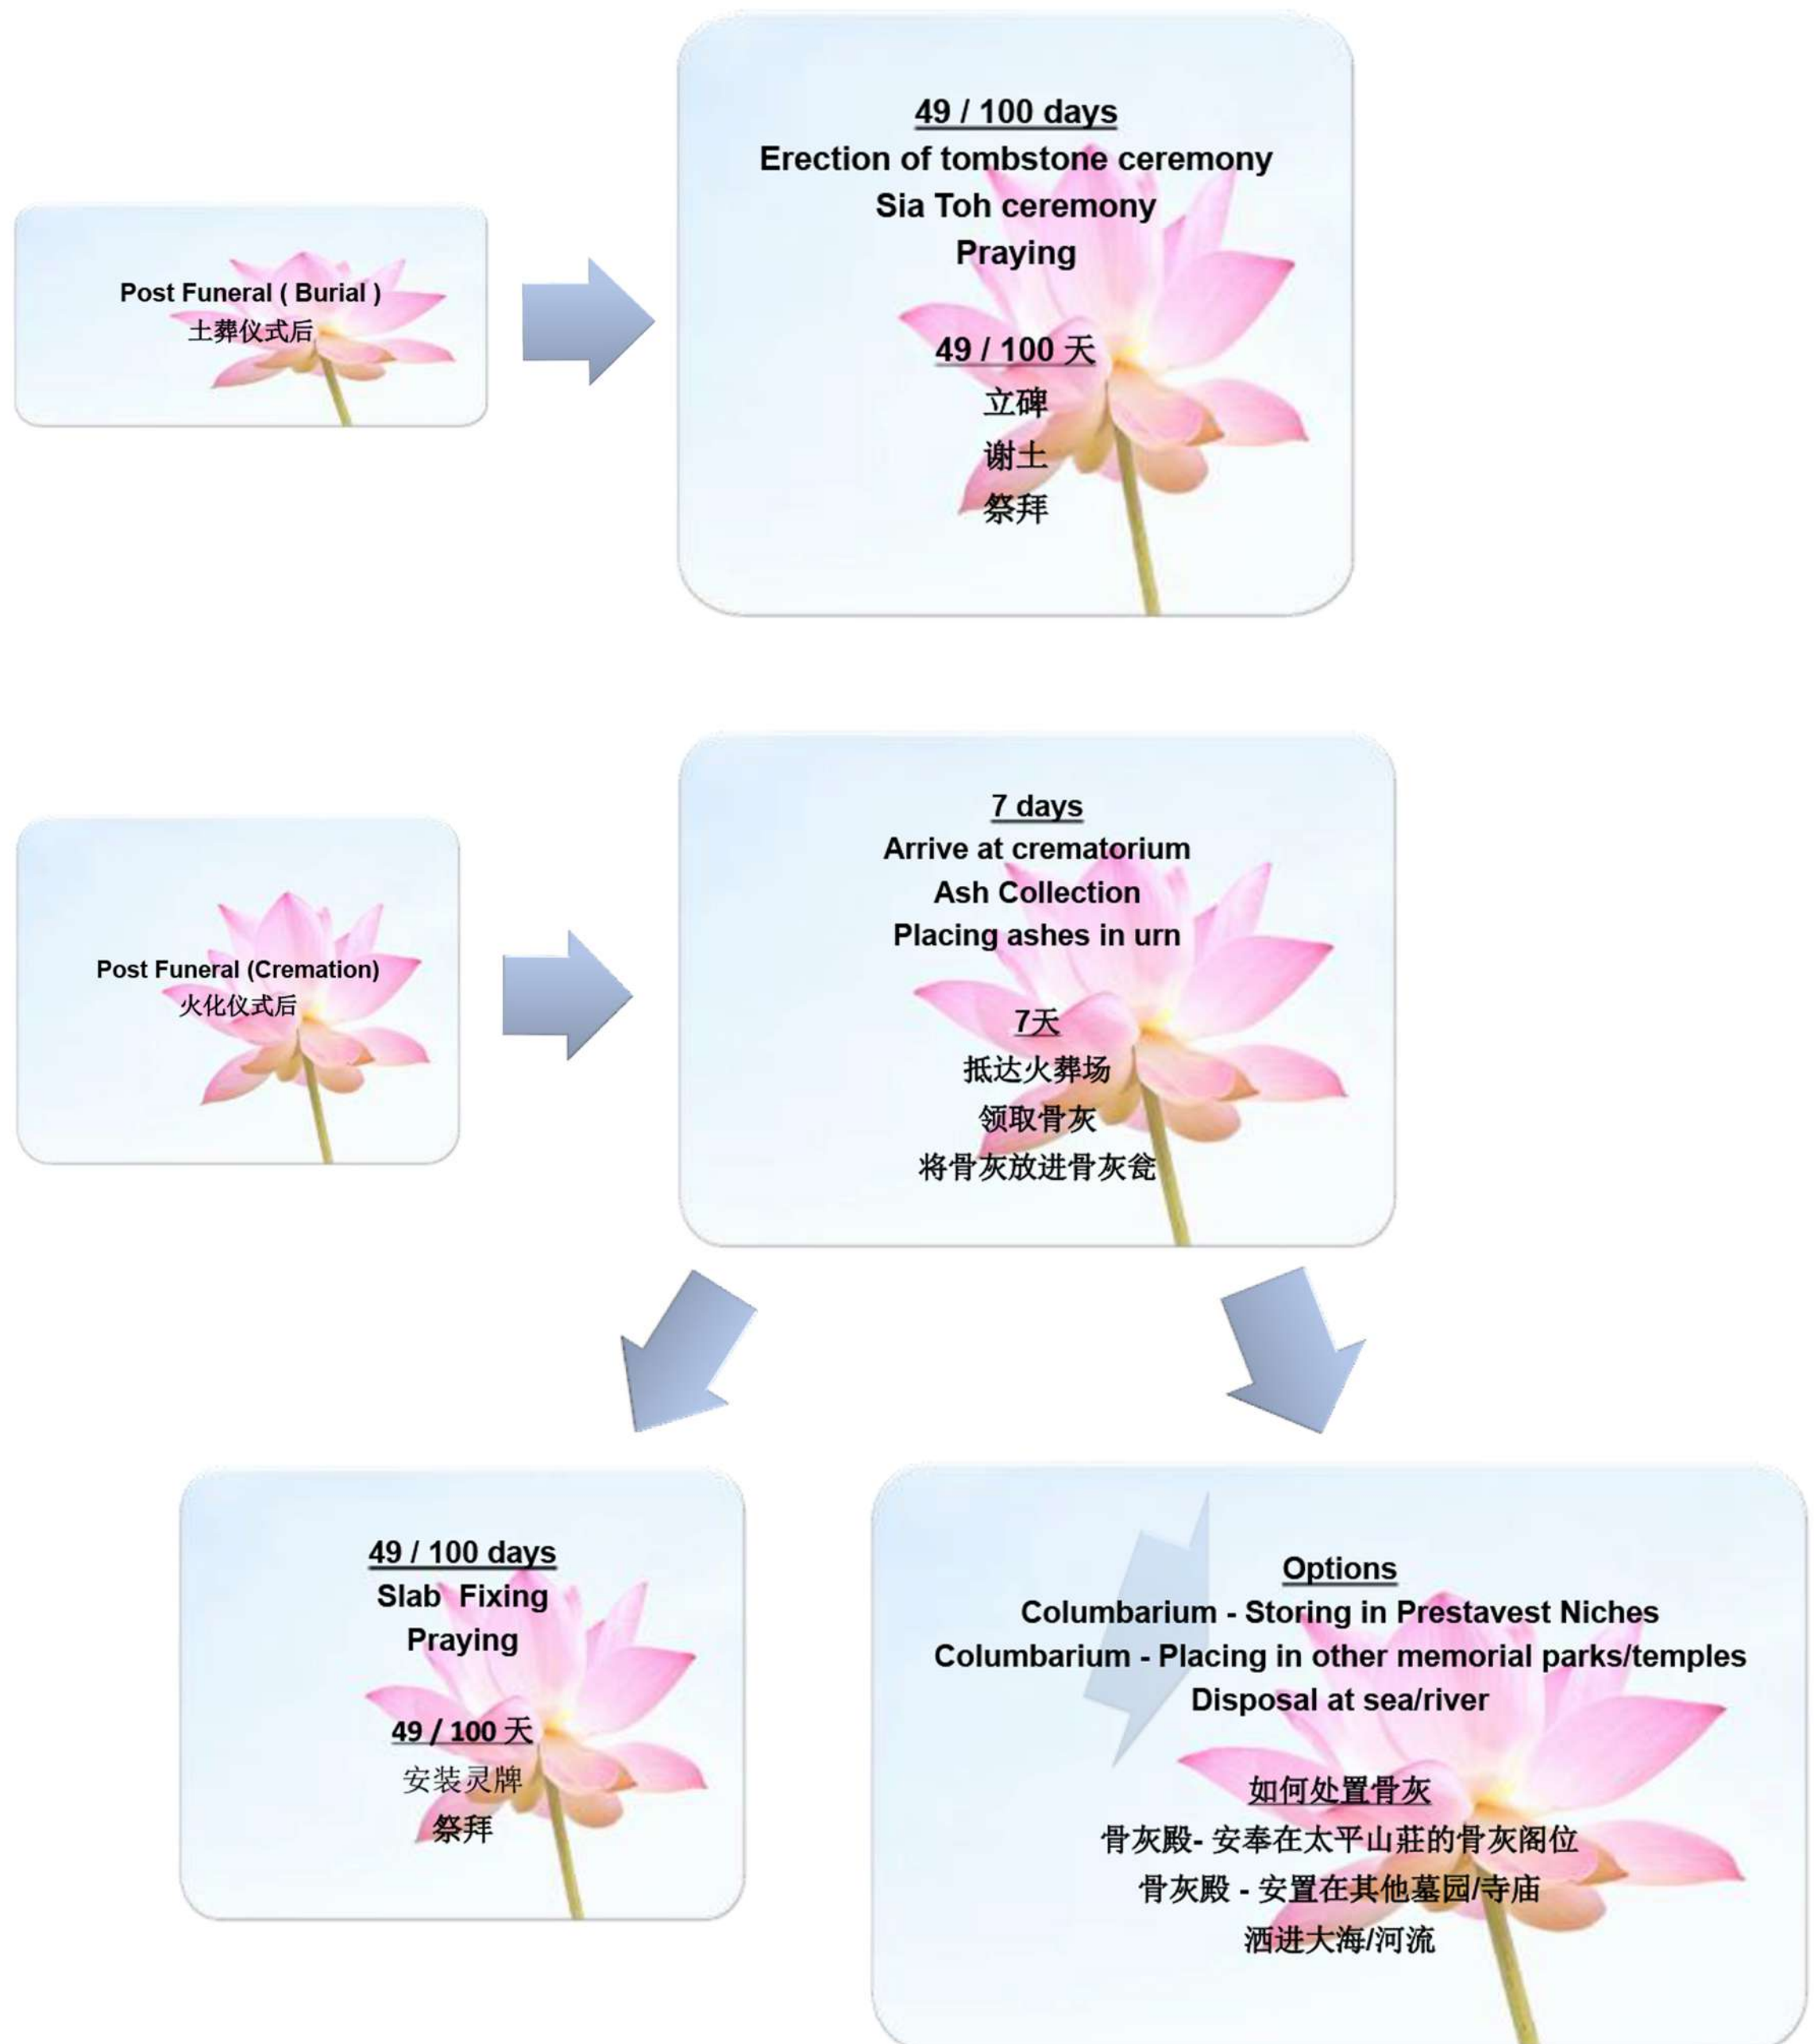 49 / 100 days
Erection of tombstone ceremony
Sia Toh ceremony
Praying
49 / 100 天
立碑
谢土
祭拜
Post Funeral ( Burial )
土葬仪式后
7 days
Arrive at crematorium
Ash Collection
Placing ashes in urn
7天
抵达火葬场
领取骨灰
将骨灰放进骨灰瓮
Post Funeral (Cremation)
火化仪式后
49 / 100 days
Slab Fixing
Praying
49 / 100 天
安装灵牌
祭拜
Options
Columbarium - Storing in Prestavest Niches
Columbarium - Placing in other memorial parks/temples
Disposal at sea/river
如何处置骨灰
骨灰殿- 安奉在太平山莊的骨灰阁位
骨灰殿 - 安置在其他墓园/寺庙
洒进大海/河流